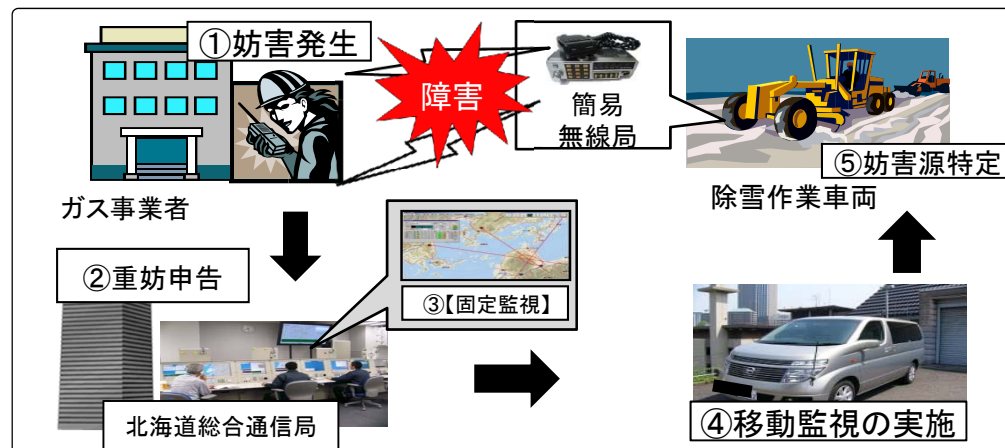 ①妨害発生
障害
簡易
無線局
⑤妨害源特定
ガス事業者
除雪作業車両
②重妨申告
③【固定監視】
北海道総合通信局
④移動監視の実施